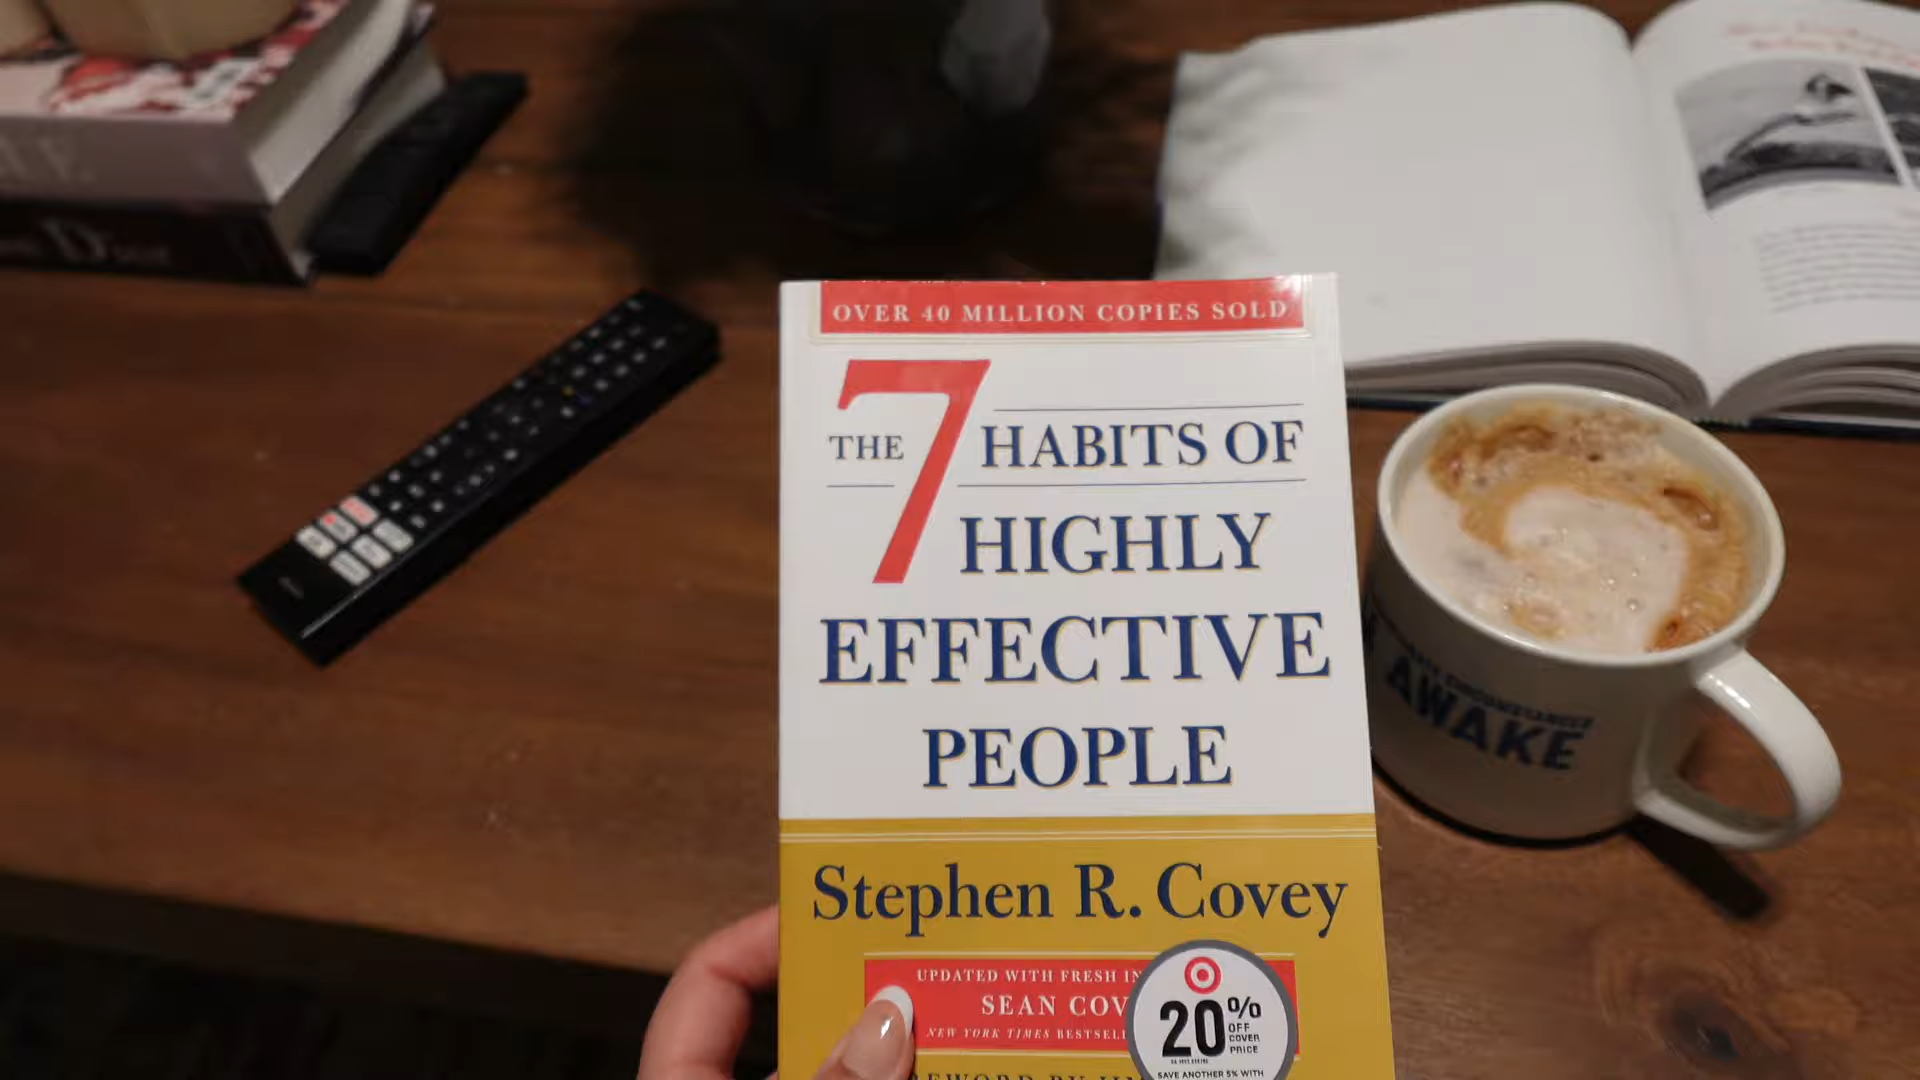 Dior
OVER 40 MILLION COPIES SOLD
THE 7 HABITS OF
HIGHLY
EFFECTIVE
PEOPLE
Stephen R. Covey
UPDATED WITH FRESH IN
SEAN COV
NEW YORK TIMES BESTSELL
20% OFF
COVER
PRICE
SAVE ANOTHER 5% WITH
AWAKE